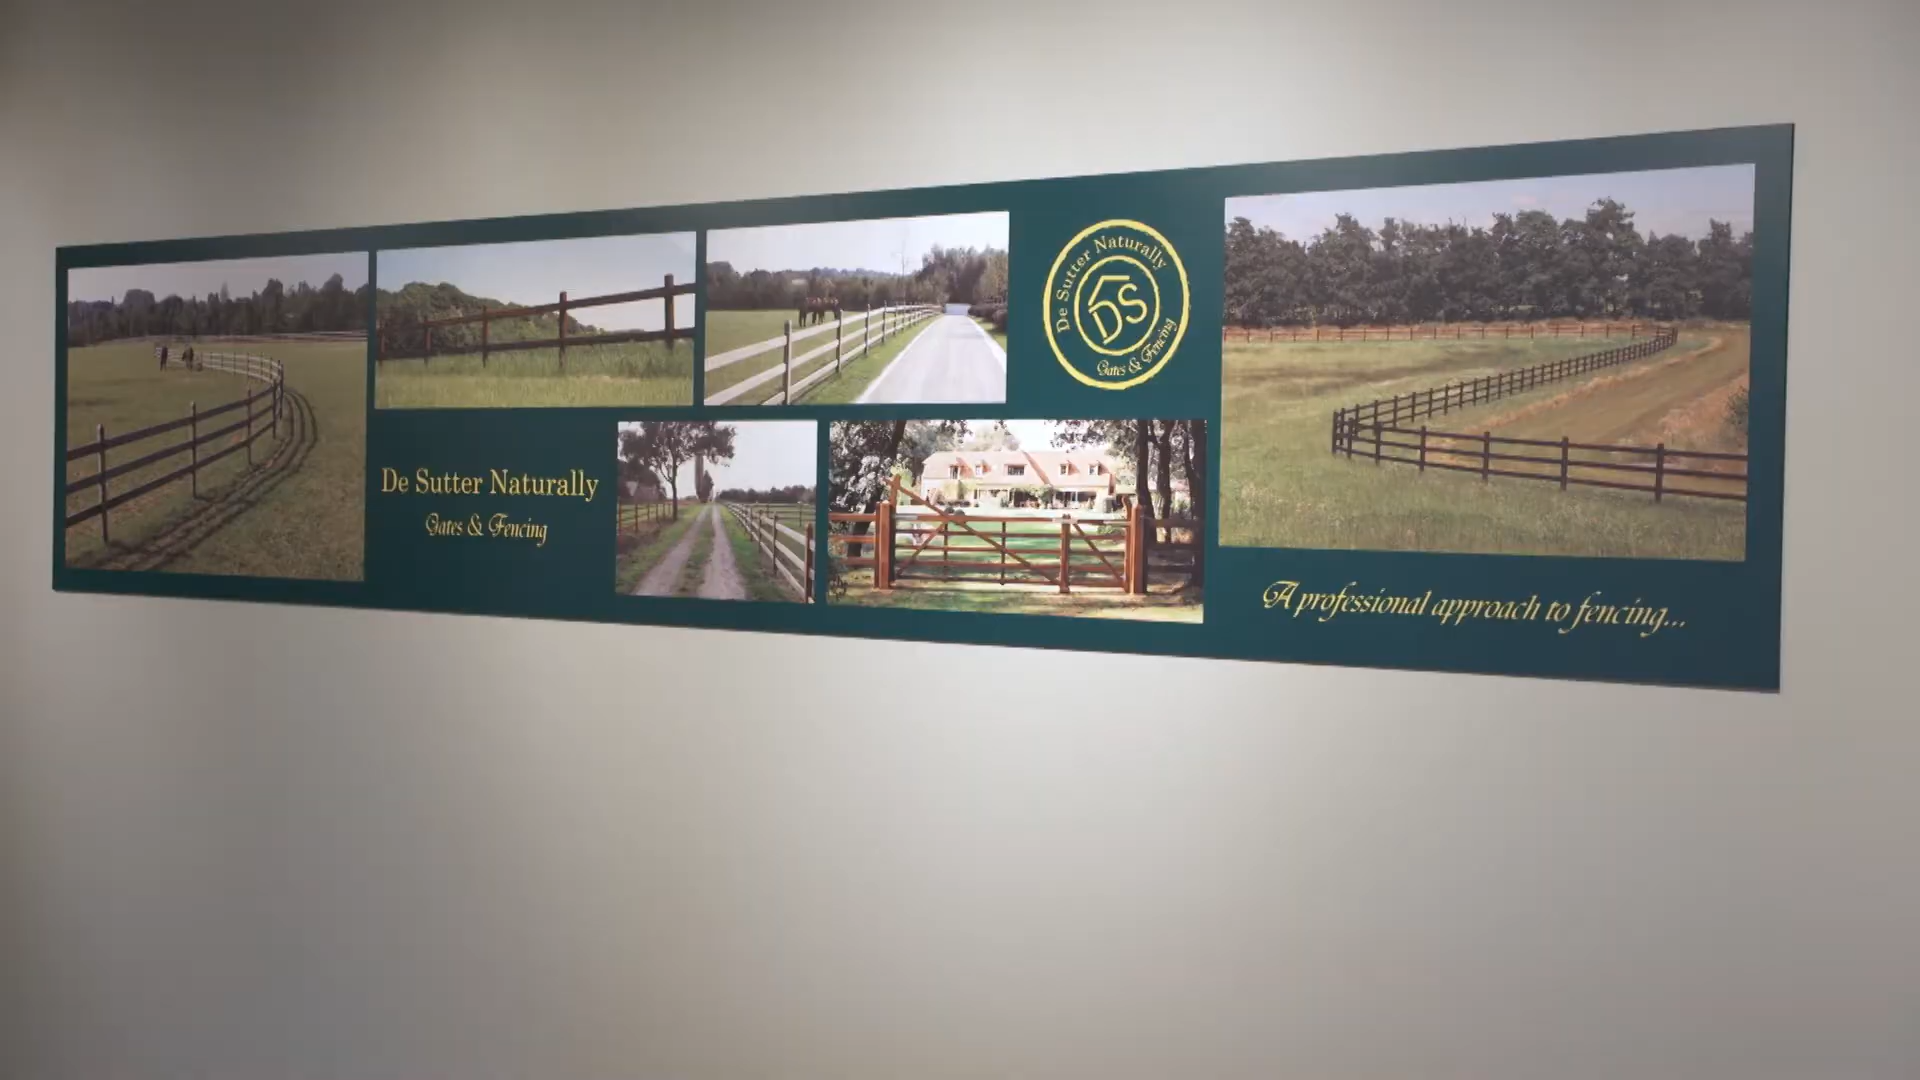 De Sutter Naturally
Gates & Fencing
De Sutter Naturally
DS
Gates & Fencing
A professional approach to fencing...